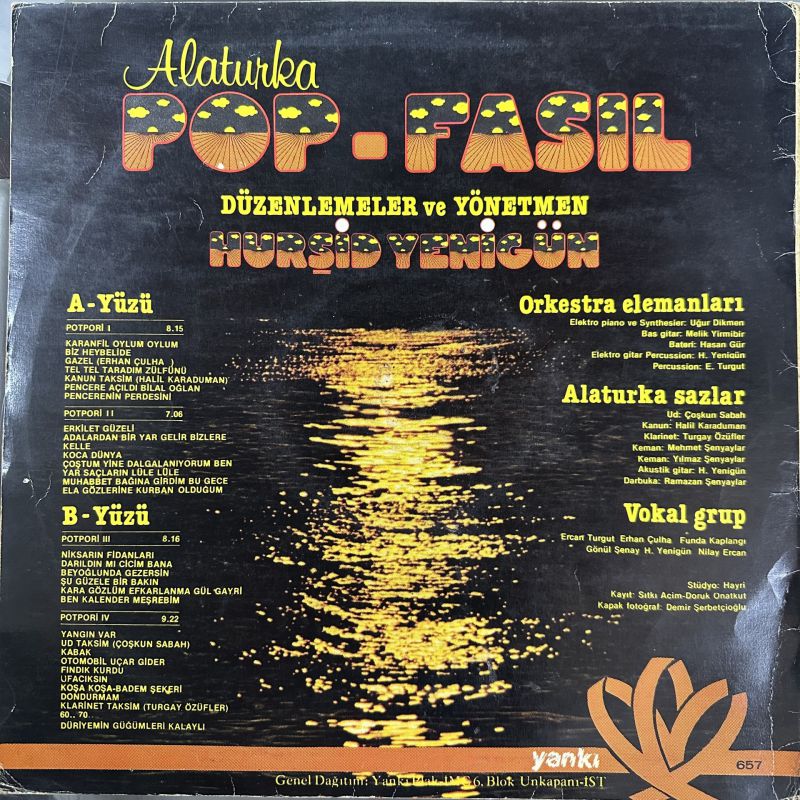 Alaturka
POP-FASIL
DÜZENLEMELER ve YÖNETMEN
HURŞİD YENİGÜN
A-Yüzü
POTPORİ I 8.15
KARANFİL OYLUM OYLUM
BİZ HEYBELİDE
GAZEL (ERHAN ÇULHA )
TEL TEL TARADIM ZÜLFÜNÜ
KANUN TAKSİM (HALİL KARADUMAN)
PENCERE AÇILDI BİLAL OĞLAN
PENCERENİN PERDESİNİ
POTPORİ II 7.06
ERKİLET GÜZELİ
ADALARDAN BİR YAR GELİR BİZLERE
KELLE
KOCA DÜNYA
ÇOŞTUM YİNE DALGALANIYORUM BEN
YAR SAÇLARIN LÜLE LÜLE
MUHABBET BAĞINA GİRDİM BU GECE
ELA GÖZLERİNE KURBAN OLDUĞUM
B-Yüzü
POTPORİ III 8.16
NİKSARIN FİDANLARI
DARILDIN MI CİCİM BANA
BEYOĞLUNDA GEZERSİN
ŞU GÜZELE BİR BAKIN
KARA GÖZLÜM EFKARLANMA GÜL GAYRİ
BEN KALENDER MEŞREBİM
POTPORİ IV 9.22
YANGIN VAR
UD TAKSİM (ÇOŞKUN SABAH)
KABAK
OTOMOBİL UÇAR GİDER
FINDIK KURDU
UFACIKSIN
KOŞA KOŞA-BADEM ŞEKERİ
DONDURMAM
KLARİNET TAKSİM (TURGAY ÖZÜFLER)
60.. 70...
DÜRİYEMİN GÜĞÜMLERİ KALAYLI
Orkestra elemanları
Elektro piano ve Synthesier: Uğur Dikmen
Bas gitar: Melik Yirmibir
Bateri: Hasan Gür
Elektro gitar Percussion: H. Yenigün
Percussion: E. Turgut
Alaturka sazlar
Ud: Çoşkun Sabah
Kanun: Halil Karaduman
Klarinet: Turgay Özüfler
Keman: Mehmet Şenyaylar
Keman: Yılmaz Şenyaylar
Akustik gitar: H. Yenigün
Darbuka: Ramazan Şenyaylar
Vokal grup
Ercan Turgut Erhan Çulha Funda Kaplangı
Gönül Şenay H. Yenigün Nilay Ercan
Stüdyo: Hayri
Kayıt: Sıtkı Acim-Doruk Onatkut
Kapak fotoğraf: Demir Şerbetçioğlu
yankı
657
Genel Dağıtım: Yankı Plak İMÇ 6. Blok Unkapanı-İST